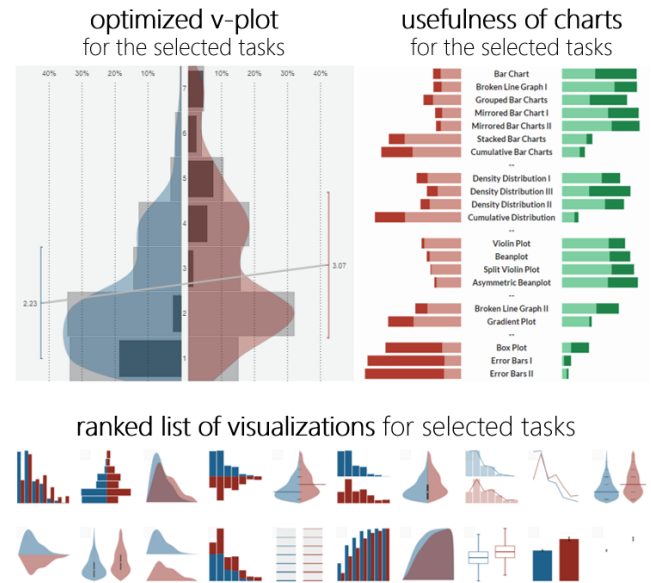 optimized v-plot
for the selected tasks
usefulness of charts
for the selected tasks
40% 20% 10% 10% 20% 40%
7
6
5
4
3
2
1
2.23
3.07
Bar Chart
Broken Line Graph I
Grouped Bar Charts
Mirrored Bar Chart I
Mirrored Bar Charts II
Stacked Bar Charts
Cumulative Bar Charts
--
Density Distribution I
Density Distribution III
Density Distribution II
Cumulative Distribution
--
Violin Plot
Beanplot
Split Violin Plot
Asymmetric Beanplot
--
Broken Line Graph II
Gradient Plot
--
Box Plot
Error Bars I
Error Bars II
ranked list of visualizations for selected tasks